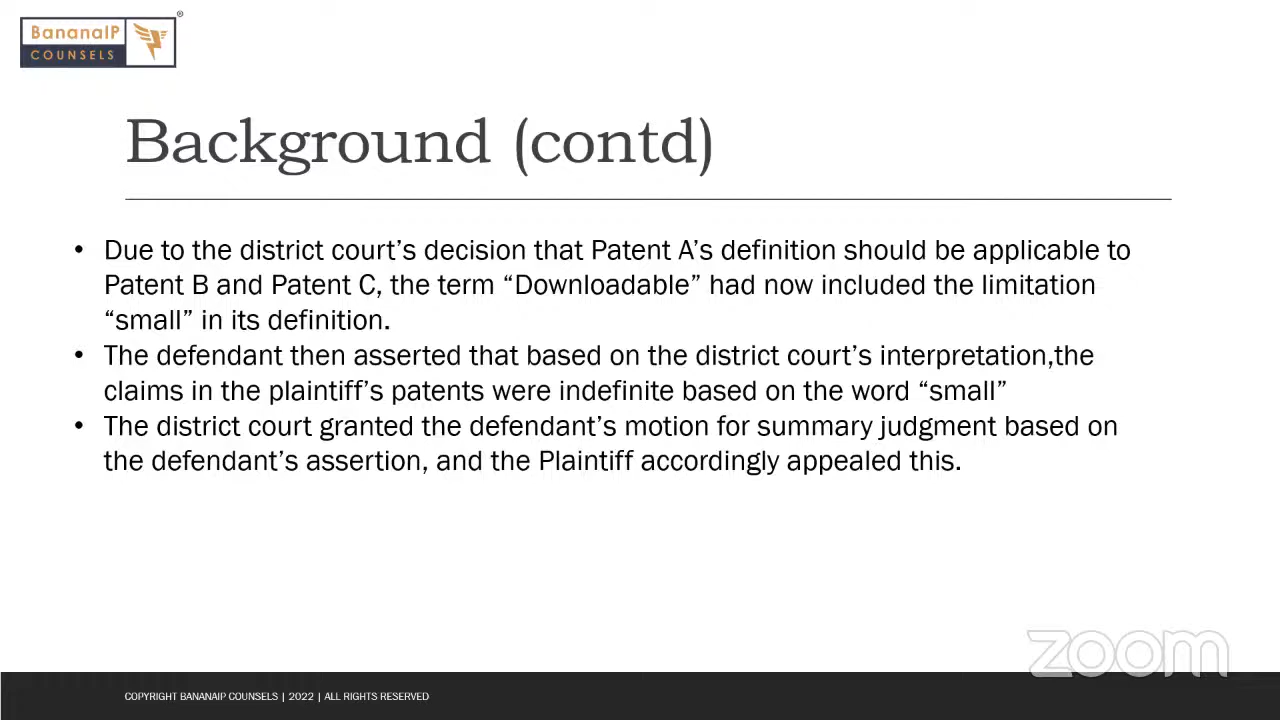 BananaIP
COUNSELS
®
Background (contd)
• Due to the district court’s decision that Patent A’s definition should be applicable to
Patent B and Patent C, the term “Downloadable” had now included the limitation
“small” in its definition.
• The defendant then asserted that based on the district court’s interpretation,the
claims in the plaintiff’s patents were indefinite based on the word “small”
• The district court granted the defendant’s motion for summary judgment based on
the defendant’s assertion, and the Plaintiff accordingly appealed this.
zoom
COPYRIGHT BANANAIP COUNSELS | 2022 | ALL RIGHTS RESERVED